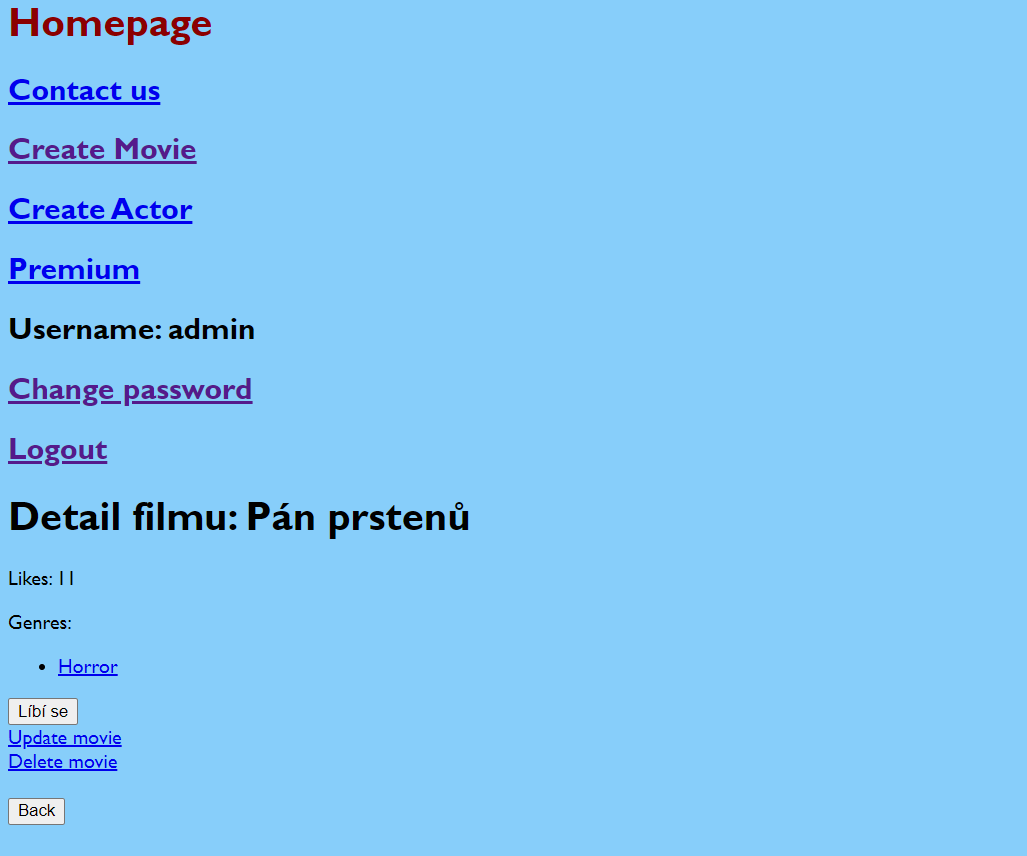 Homepage
Contact us
Create Movie
Create Actor
Premium
Username: admin
Change password
Logout
Detail filmu: Pán prstenů
Likes: 11
Genres:
Horror
Líbí se
Update movie
Delete movie
Back